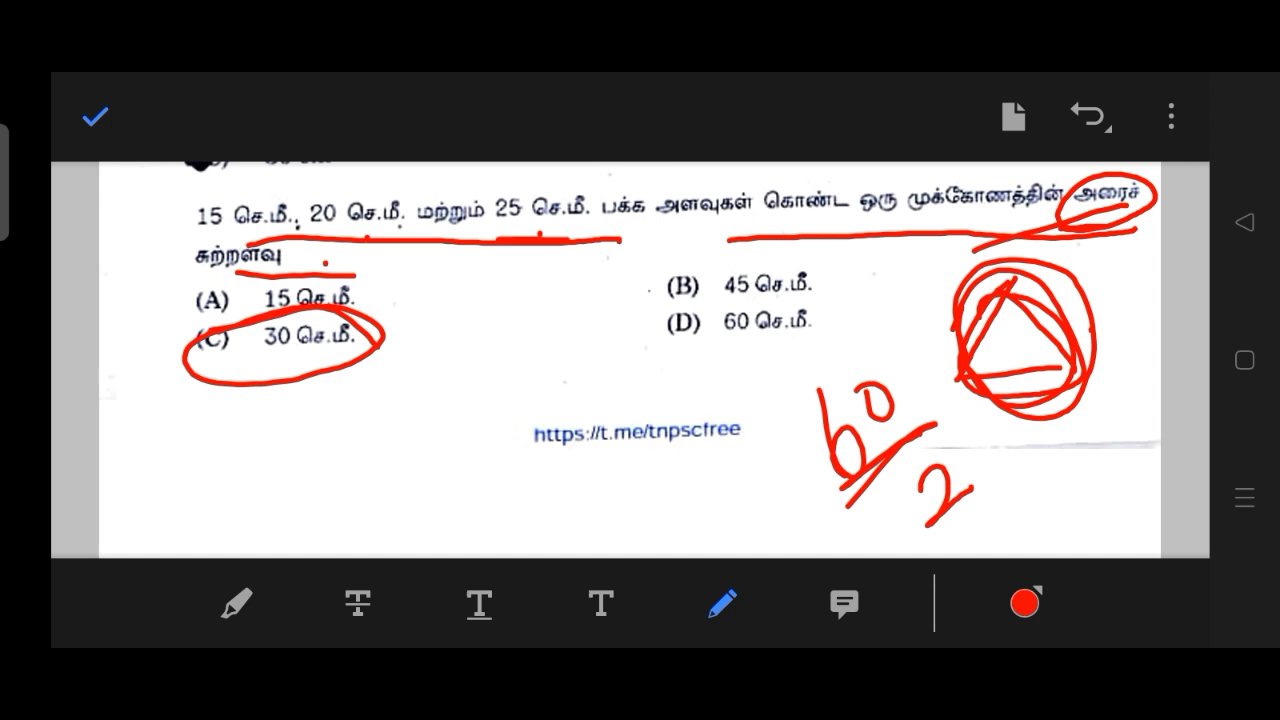 15 செ.மீ., 20 செ.மீ. மற்றும் 25 செ.மீ. பக்க அளவுகள் கொண்ட ஒரு முக்கோணத்தின் அரைச்
சுற்றளவு
(A) 15 செ.மீ. (B) 45 செ.மீ.
(C) 30 செ.மீ. (D) 60 செ.மீ.
https://t.me/tnpscfree
60
2